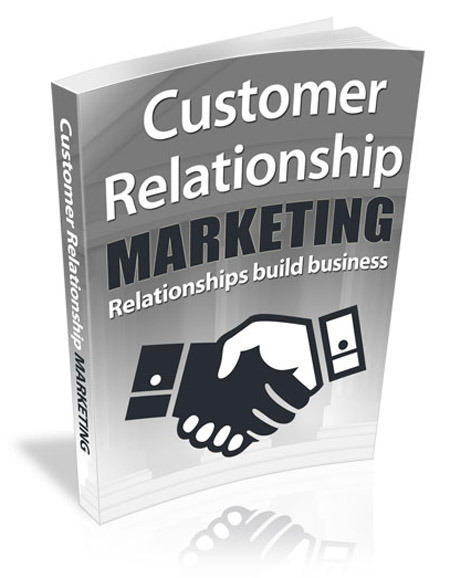 Customer
Relationship
MARKETING
Relationships build business
Customer Relationship MARKETING